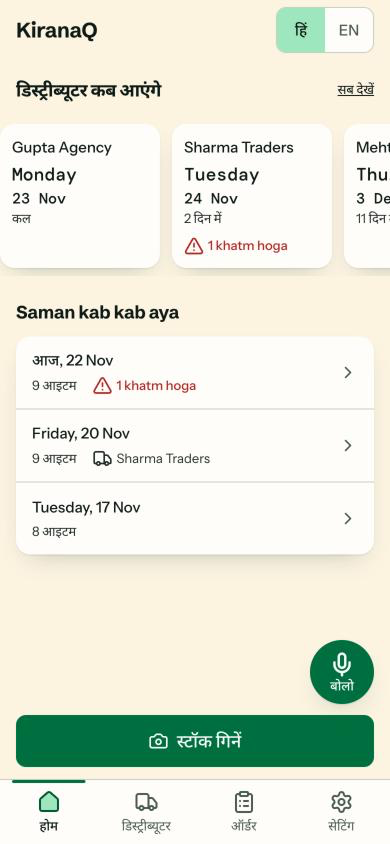 KiranaQ
हिं
EN
डिस्ट्रीब्यूटर कब आएंगे
सब देखें
Gupta Agency
Monday
23 Nov
कल
Sharma Traders
Tuesday
24 Nov
2 दिन में
1 khatm hoga
Meht
Thu
3 De
11 दिन
Saman kab kab aya
आज, 22 Nov
9 आइटम
1 khatm hoga
Friday, 20 Nov
9 आइटम
Sharma Traders
Tuesday, 17 Nov
8 आइटम
बोलो
स्टॉक गिनें
होम
डिस्ट्रीब्यूटर
ऑर्डर
सेटिंग